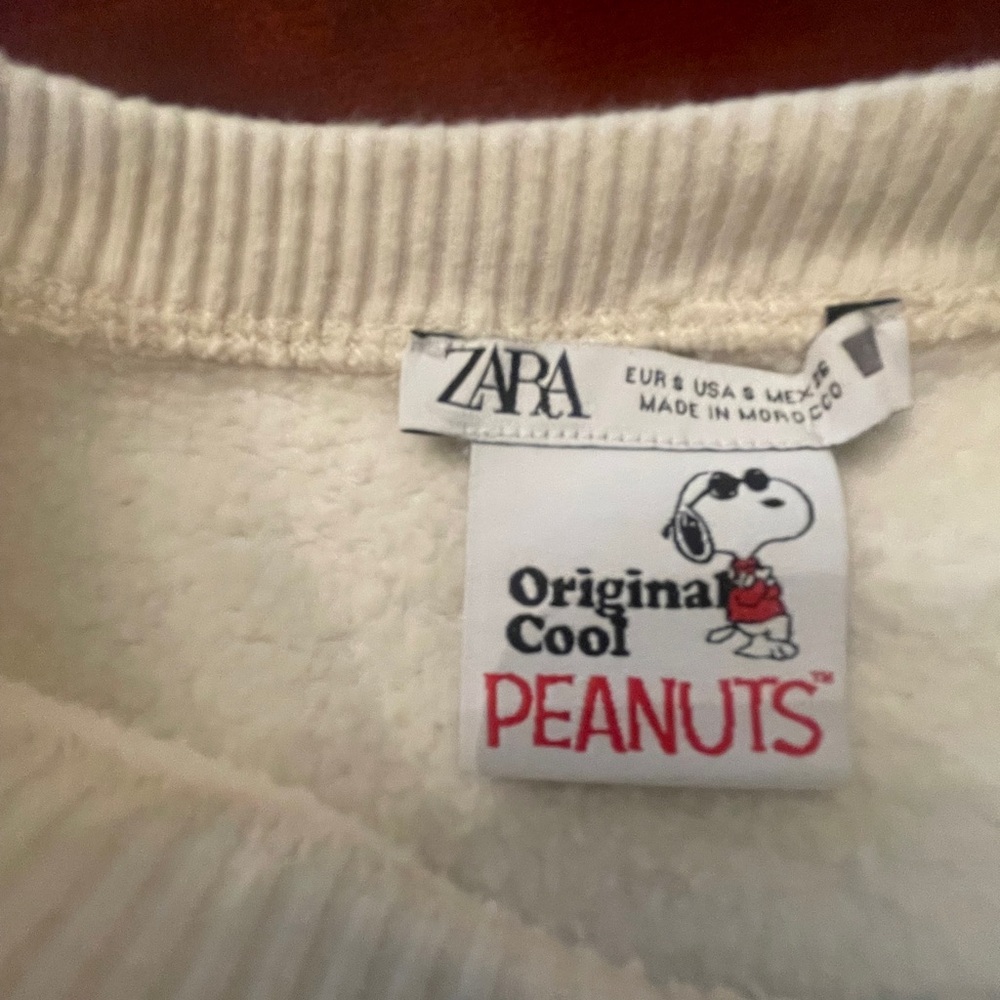 ZARA
EUR S USA S MEX 26
MADE IN MOROCCO
Original
Cool
PEANUTS™